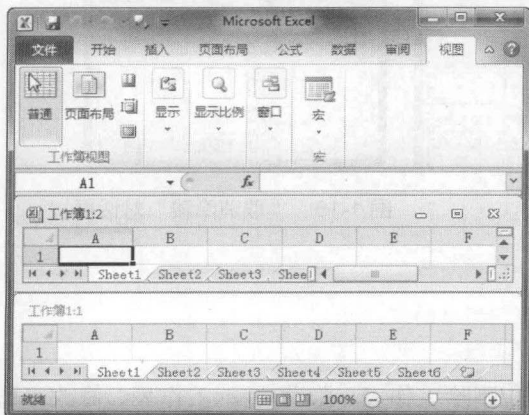 Microsoft Excel
文件 开始 插入 页面布局 公式 数据 审阅 视图
普通 页面布局 显示 显示比例 窗口 宏
工作簿视图 宏
A1 fx
工作簿1:2
A B C D E F
1
Sheet1 Sheet2 Sheet3 Shee
工作簿1:1
A B C D E F
1
Sheet1 Sheet2 Sheet3 Sheet4 Sheet5 Sheet6
就绪 100%